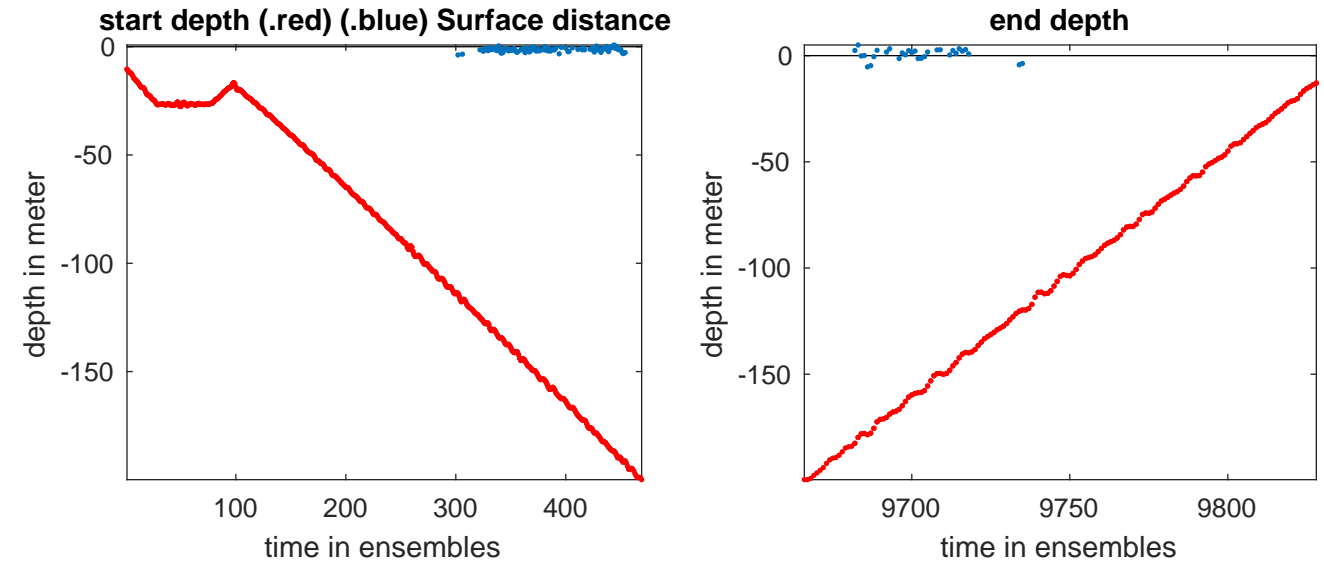 start depth (.red) (.blue) Surface distance
0
-50
-100
-150
depth in meter
100
200
300
400
time in ensembles
end depth
0
-50
-100
-150
depth in meter
9700
9750
9800
time in ensembles